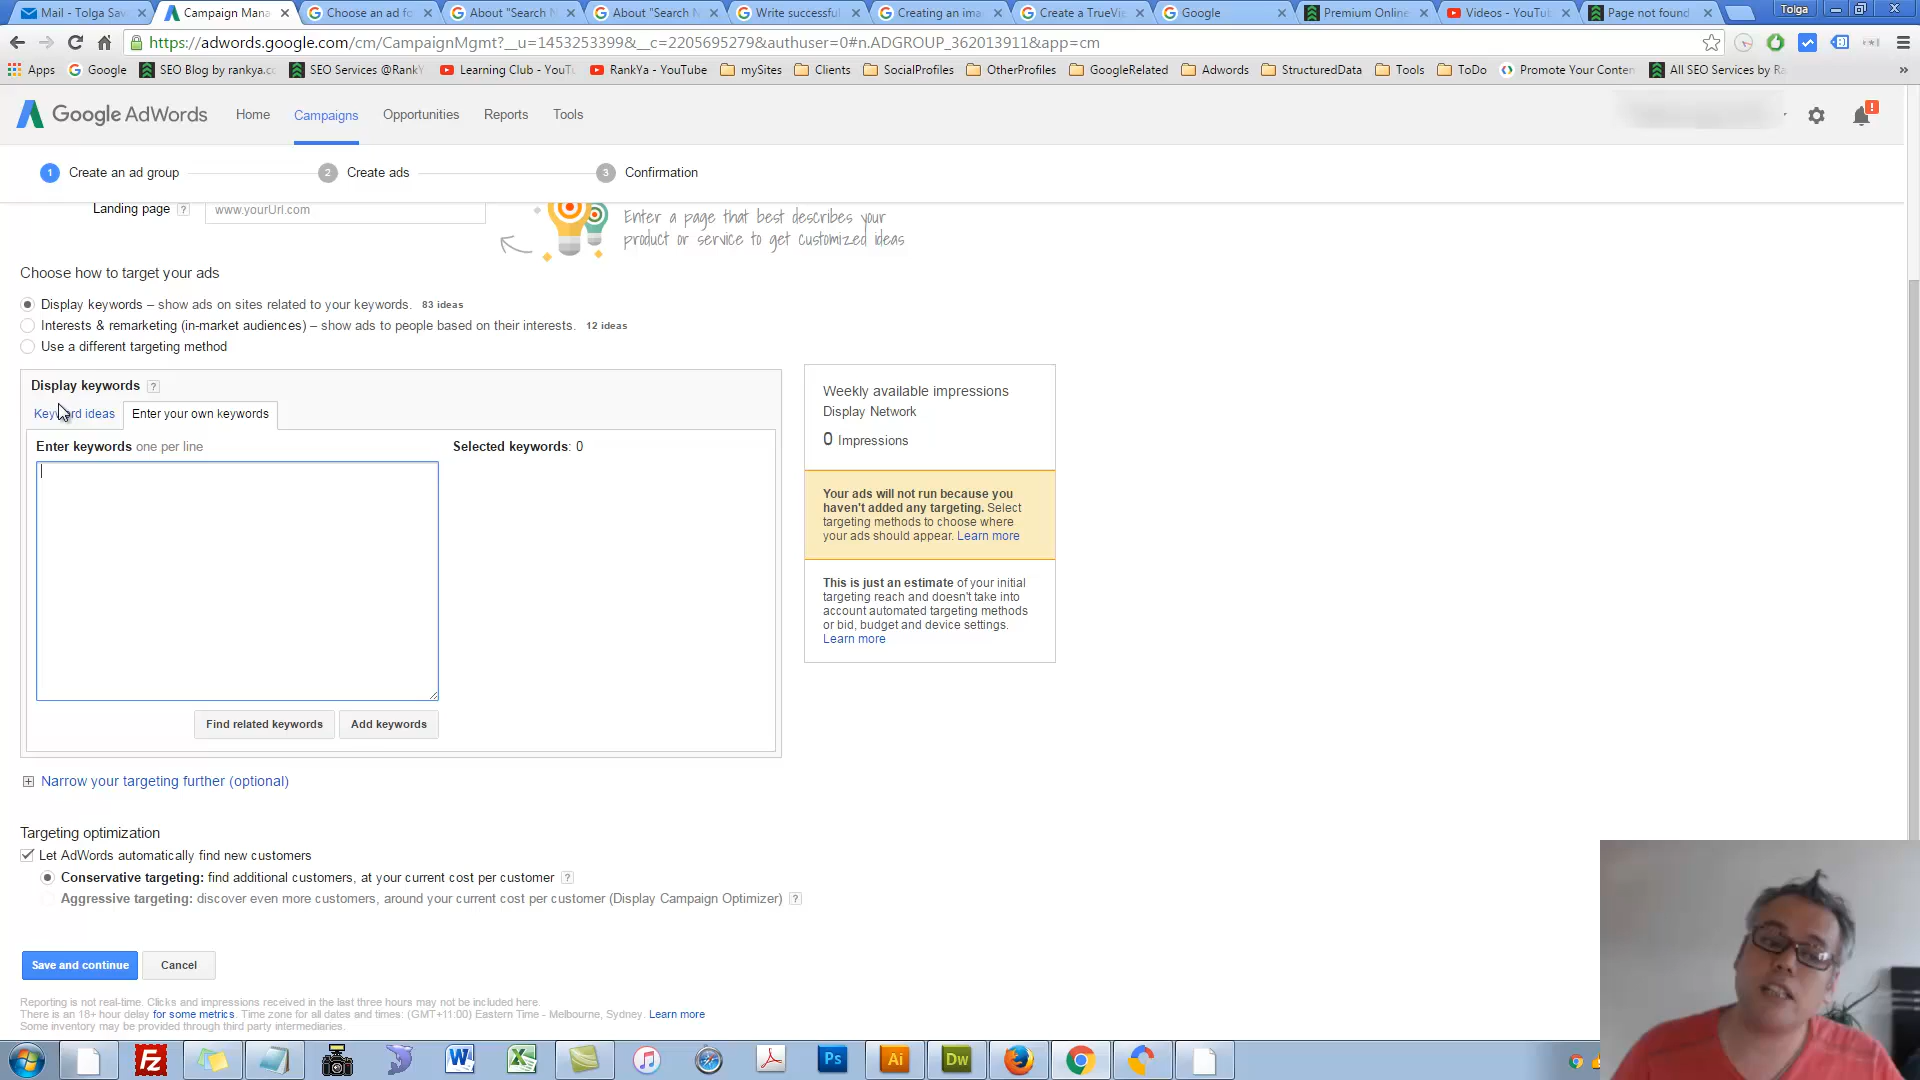 Mail - Tolga Sav
Campaign Mana
Choose an ad fo
About "Search N
About "Search N
Write successful
Creating an ima
Create a TrueVie
Google
Premium Online
Videos - YouTub
Page not found
Tolga
https://adwords.google.com/cm/CampaignMgmt?__u=1453253399&__c=2205695279&authuser=0#n.ADGROUP_362013911&app=cm
Apps
Google
SEO Blog by rankya.co
SEO Services @RankY
Learning Club - YouTu
RankYa - YouTube
mySites
Clients
SocialProfiles
OtherProfiles
GoogleRelated
Adwords
StructuredData
Tools
ToDo
Promote Your Conten
All SEO Services by Ra
»
Google AdWords
Home
Campaigns
Opportunities
Reports
Tools
!
1 Create an ad group
2 Create ads
3 Confirmation
Landing page ?
www.yourUrl.com
Enter a page that best describes your
product or service to get customized ideas
Choose how to target your ads
Display keywords – show ads on sites related to your keywords. 83 ideas
Interests & remarketing (in-market audiences) – show ads to people based on their interests. 12 ideas
Use a different targeting method
Display keywords ?
Keyword ideas
Enter your own keywords
Enter keywords one per line
Selected keywords: 0
Find related keywords
Add keywords
Weekly available impressions
Display Network
0 Impressions
Your ads will not run because you
haven't added any targeting. Select
targeting methods to choose where
your ads should appear. Learn more
This is just an estimate of your initial
targeting reach and doesn't take into
account automated targeting methods
or bid, budget and device settings.
Learn more
Narrow your targeting further (optional)
Targeting optimization
Let AdWords automatically find new customers
Conservative targeting: find additional customers, at your current cost per customer ?
Aggressive targeting: discover even more customers, around your current cost per customer (Display Campaign Optimizer) ?
Save and continue
Cancel
Reporting is not real-time. Clicks and impressions received in the last three hours may not be included here.
There is an 18+ hour delay for some metrics. Time zone for all dates and times: (GMT+11:00) Eastern Time - Melbourne, Sydney. Learn more
Some inventory may be provided through third party intermediaries.
Fz
W
X
Ps
Ai
Dw